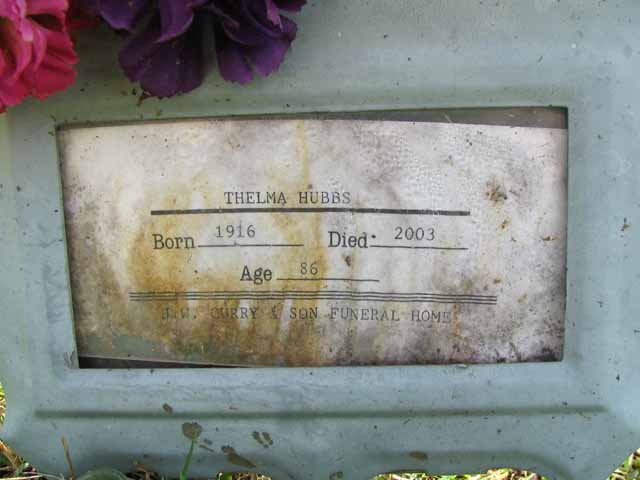 THELMA HUBBS
Born 1916 Died 2003
Age 86
J.W. CURRY & SON FUNERAL HOME